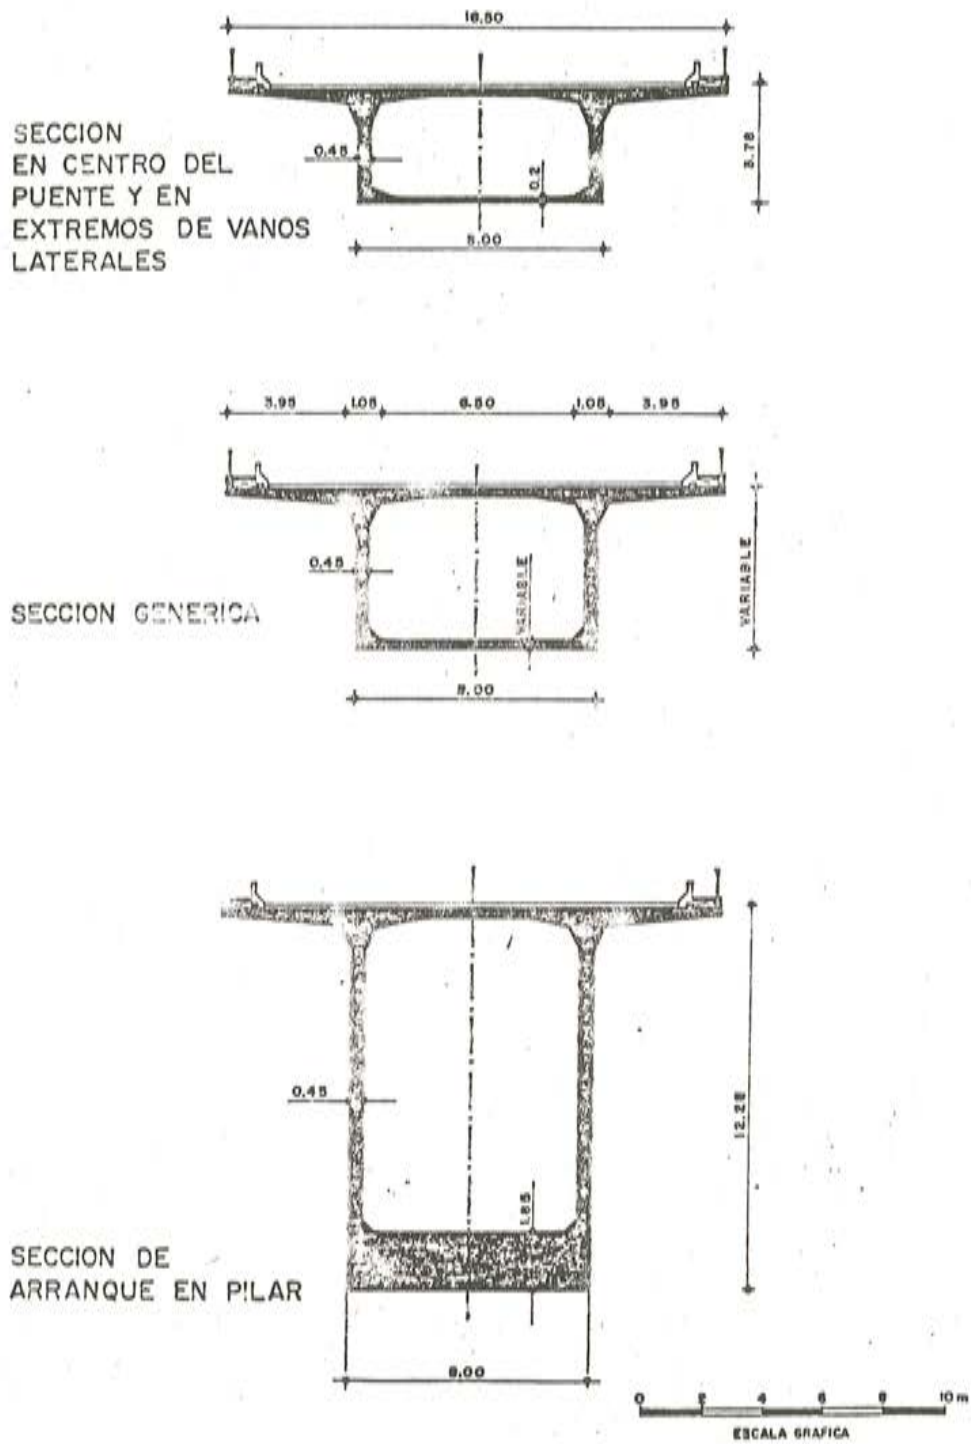 16.50
SECCION
EN CENTRO DEL
PUENTE Y EN
EXTREMOS DE VANOS
LATERALES
0.45
0.2
3.78
8.00
3.95 1.05 6.50 1.05 3.95
SECCION GENERICA
0.45
VARIABLE
VARIABLE
8.00
0.45
1.85
12.28
SECCION DE
ARRANQUE EN PILAR
8.00
0 2 4 6 8 10 m
ESCALA GRAFICA